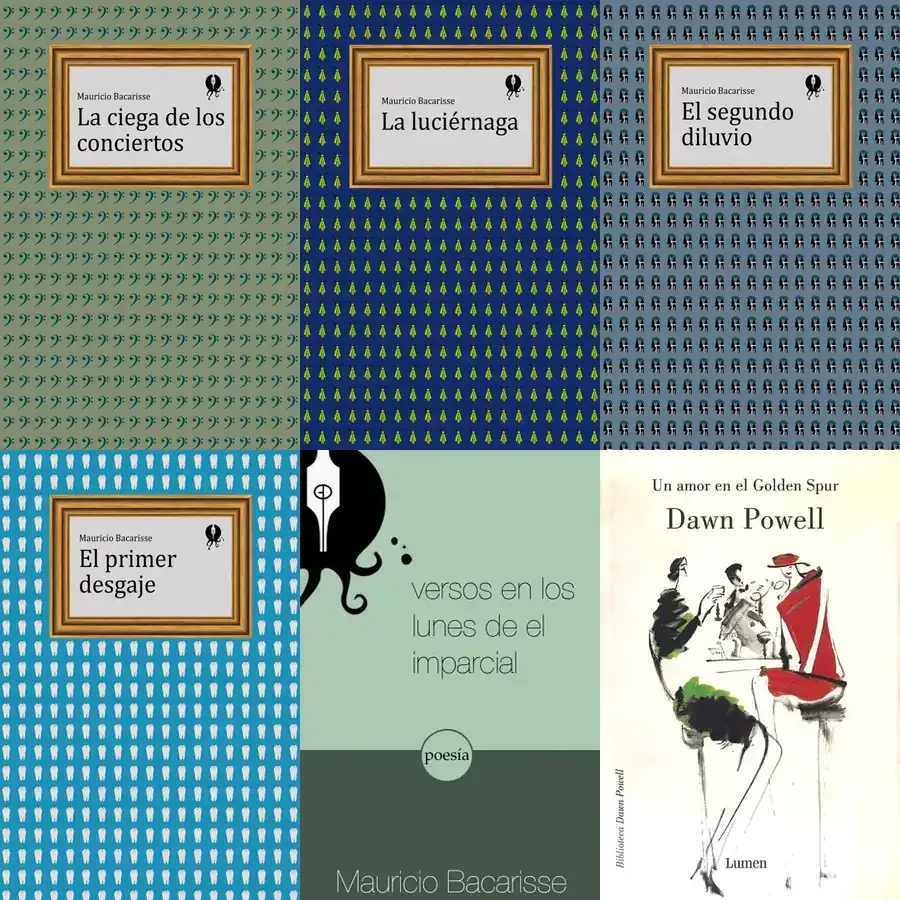 Mauricio Bacarisse
La ciega de los
conciertos
Mauricio Bacarisse
La luciérnaga
Mauricio Bacarisse
El segundo
diluvio
Mauricio Bacarisse
El primer
desgaje
versos en los
lunes de el
imparcial
poesía
Mauricio Bacarisse
Un amor en el Golden Spur
Dawn Powell
Biblioteca Dawn Powell
Lumen